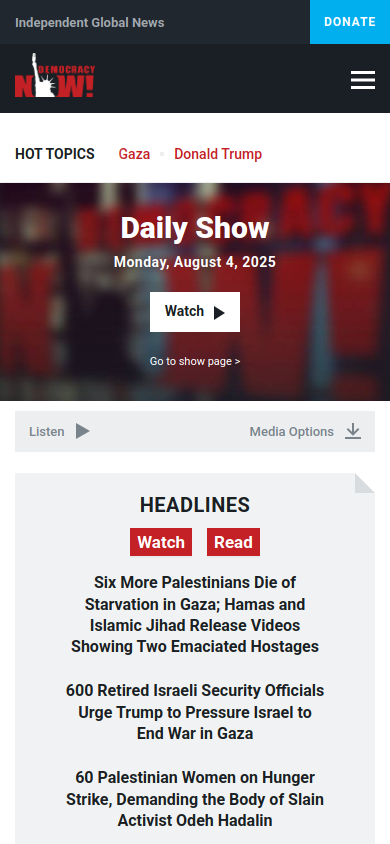 Independent Global News
DONATE
DEMOCRACY
NOW!
HOT TOPICS
Gaza
Donald Trump
Daily Show
Monday, August 4, 2025
Watch
Go to show page >
Listen
Media Options
HEADLINES
Watch
Read
Six More Palestinians Die of
Starvation in Gaza; Hamas and
Islamic Jihad Release Videos
Showing Two Emaciated Hostages
600 Retired Israeli Security Officials
Urge Trump to Pressure Israel to
End War in Gaza
60 Palestinian Women on Hunger
Strike, Demanding the Body of Slain
Activist Odeh Hadalin